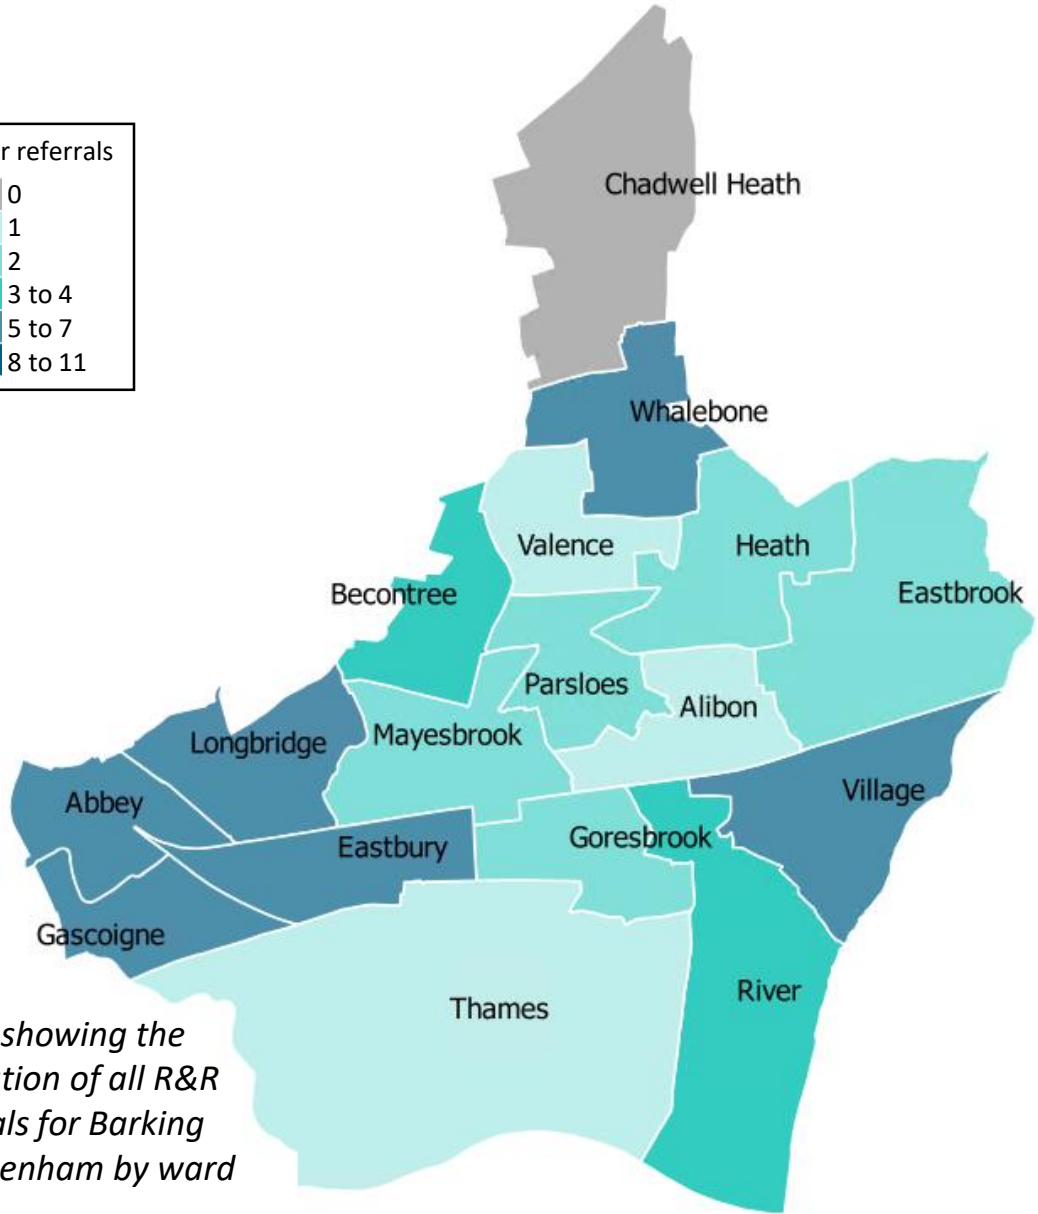 r referrals
0
1
2
3 to 4
5 to 7
8 to 11
Chadwell Heath
Whalebone
Valence
Heath
Becontree
Eastbrook
Parsloes
Alibon
Longbridge
Mayesbrook
Village
Abbey
Goresbrook
Eastbury
Gascoigne
River
Thames
showing the
tion of all R&R
als for Barking
enham by ward